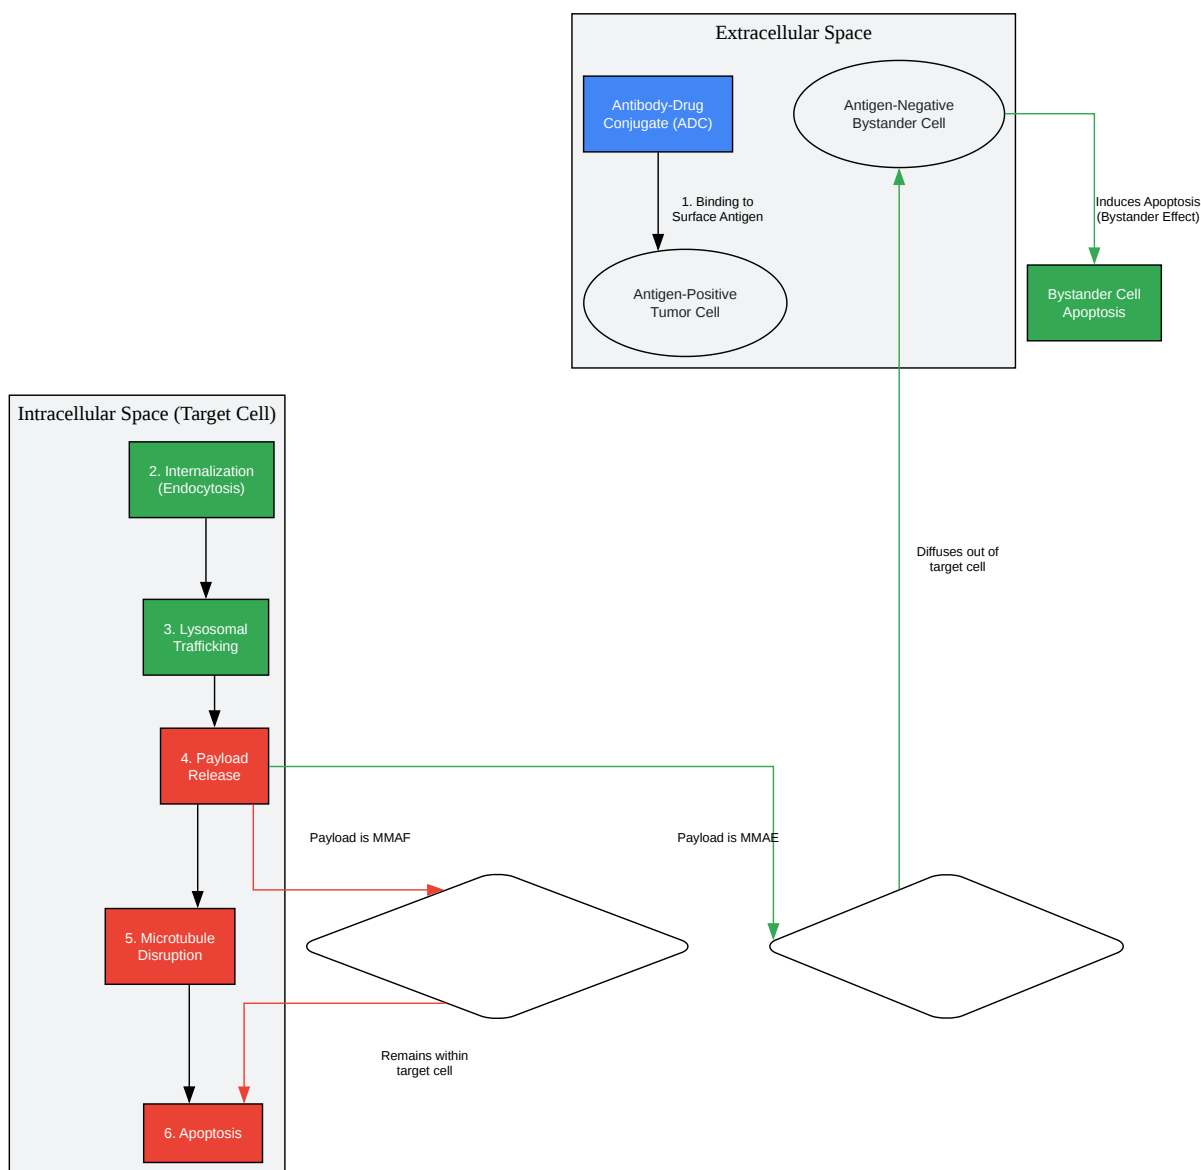 Extracellular Space
Antibody-Drug
Conjugate (ADC)
Antigen-Negative
Bystander Cell
1. Binding to
Surface Antigen
Induces Apoptosis
(Bystander Effect)
Antigen-Positive
Tumor Cell
Bystander Cell
Apoptosis
Intracellular Space (Target Cell)
2. Internalization
(Endocytosis)
Diffuses out of
target cell
3. Lysosomal
Trafficking
4. Payload
Release
Payload is MMAF
Payload is MMAE
5. Microtubule
Disruption
Remains within
target cell
6. Apoptosis